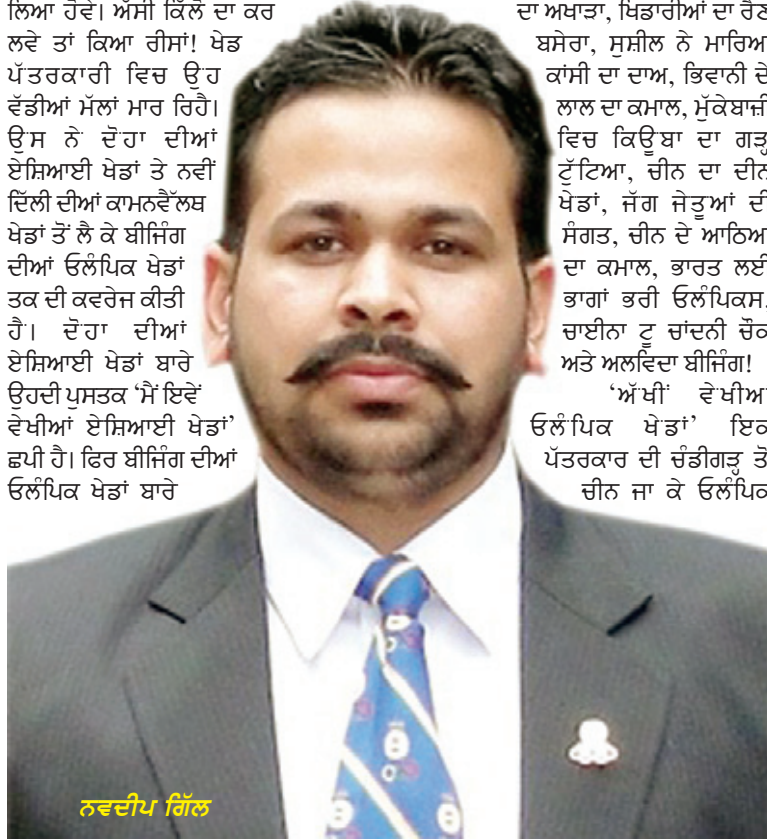 ਲਿਆ ਹੋਵੇ। ਅੱਸੀ ਕਿੱਲੋ ਦਾ ਕਰ
ਲਵੇ ਤਾਂ ਕਿਆ ਰੀਸਾਂ! ਖੇਡ
ਪੱਤਰਕਾਰੀ ਵਿਚ ਉਹ
ਵੱਡੀਆਂ ਮੱਲਾਂ ਮਾਰ ਰਿਹੈ।
ਉਸ ਨੇ ਦੋਹਾ ਦੀਆਂ
ਏਸ਼ਿਆਈ ਖੇਡਾਂ ਤੇ ਨਵੀਂ
ਦਿੱਲੀ ਦੀਆਂ ਕਾਮਨਵੈੱਲਥ
ਖੇਡਾਂ ਤੋਂ ਲੈ ਕੇ ਬੀਜਿੰਗ
ਦੀਆਂ ਓਲੰਪਿਕ ਖੇਡਾਂ
ਤਕ ਦੀ ਕਵਰੇਜ ਕੀਤੀ
ਹੈ। ਦੋਹਾ ਦੀਆਂ
ਏਸ਼ਿਆਈ ਖੇਡਾਂ ਬਾਰੇ
ਉਹਦੀ ਪੁਸਤਕ ‘ਮੈਂ ਇਵੇਂ
ਵੇਖੀਆਂ ਏਸ਼ਿਆਈ ਖੇਡਾਂ’
ਛਪੀ ਹੈ। ਫਿਰ ਬੀਜਿੰਗ ਦੀਆਂ
ਓਲੰਪਿਕ ਖੇਡਾਂ ਬਾਰੇ
ਦਾ ਅਖਾੜਾ, ਖਿਡਾਰੀਆਂ ਦਾ ਰੈਣ
ਬਸੇਰਾ, ਸੁਸ਼ੀਲ ਨੇ ਮਾਰਿਆ
ਕਾਂਸੀ ਦਾ ਦਾਅ, ਭਿਵਾਨੀ ਦੇ
ਲਾਲ ਦਾ ਕਮਾਲ, ਮੁੱਕੇਬਾਜ਼ੀ
ਵਿਚ ਕਿਊਬਾ ਦਾ ਗੜ੍ਹ
ਟੁੱਟਿਆ, ਚੀਨ ਦਾ ਦੀਨ
ਖੇਡਾਂ, ਜੱਗ ਜੇਤੂਆਂ ਦੀ
ਸੰਗਤ, ਚੀਨ ਦੇ ਆਠਿਆਂ
ਦਾ ਕਮਾਲ, ਭਾਰਤ ਲਈ
ਭਾਗਾਂ ਭਰੀ ਓਲੰਪਿਕਸ,
ਚਾਈਨਾ ਟੂ ਚਾਂਦਨੀ ਚੌਕ
ਅਤੇ ਅਲਵਿਦਾ ਬੀਜਿੰਗ!
‘ਅੱਖੀਂ ਵੇਖੀਆਂ
ਓਲੰਪਿਕ ਖੇਡਾਂ’ ਇਕ
ਪੱਤਰਕਾਰ ਦੀ ਚੰਡੀਗੜ੍ਹ ਤੋਂ
ਚੀਨ ਜਾ ਕੇ ਓਲੰਪਿਕ
ਨਵਦੀਪ ਗਿੱਲ